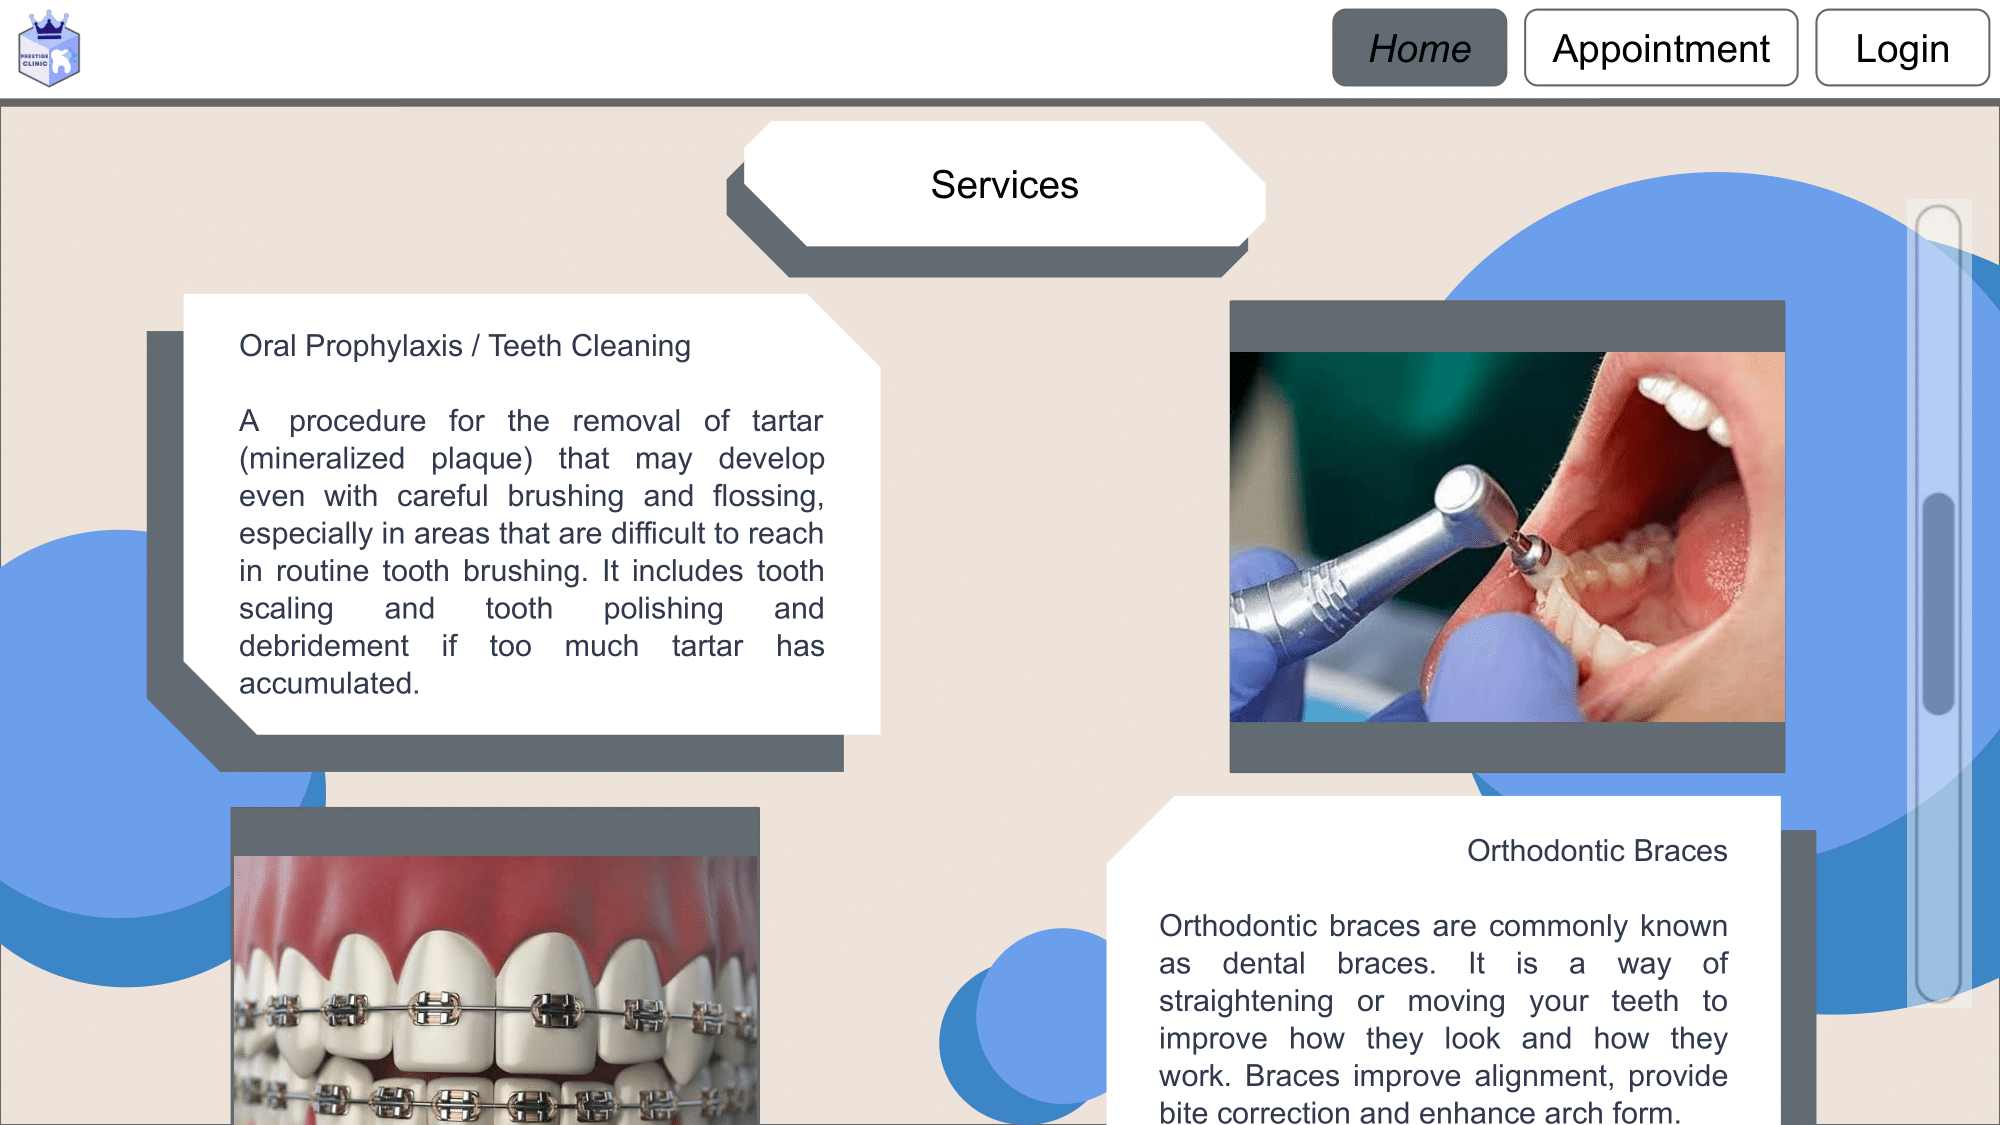 PRESTIGE
CLINIC
Home
Appointment
Login
Services
Oral Prophylaxis / Teeth Cleaning
A procedure for the removal of tartar
(mineralized plaque) that may develop
even with careful brushing and flossing,
especially in areas that are difficult to reach
in routine tooth brushing. It includes tooth
scaling and tooth polishing and
debridement if too much tartar has
accumulated.
Orthodontic Braces
Orthodontic braces are commonly known
as dental braces. It is a way of
straightening or moving your teeth to
improve how they look and how they
work. Braces improve alignment, provide
bite correction and enhance arch form.